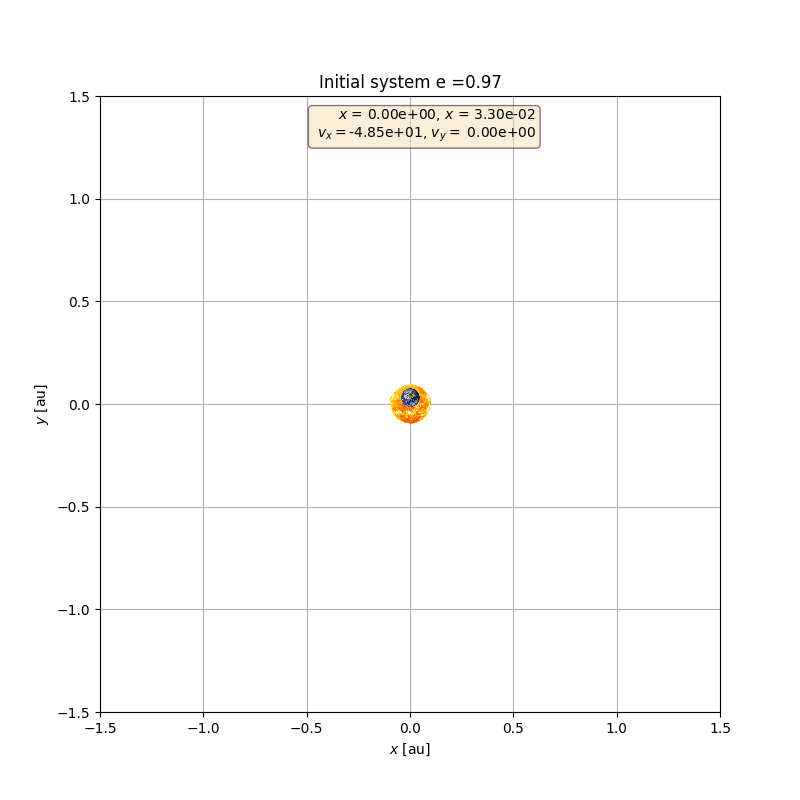 Initial system e =0.97
x = 0.00e+00, x = 3.30e-02
vₓ = -4.85e+01, v_y = 0.00e+00
1.5
1.0
0.5
0.0
−0.5
−1.0
−1.5
y [au]
−1.5
−1.0
−0.5
0.0
0.5
1.0
1.5
x [au]